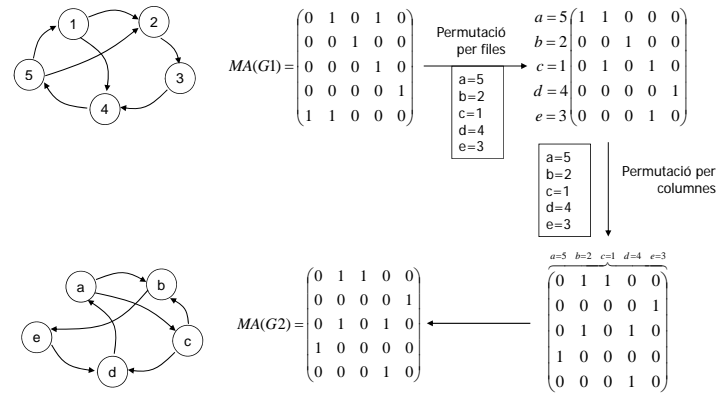 1
2
3
4
5
MA(G1) =
0 1 0 1 0
0 0 1 0 0
0 0 0 1 0
0 0 0 0 1
1 1 0 0 0
Permutació
per files
a=5
b=2
c=1
d=4
e=3
a = 5 1 1 0 0 0
b = 2 0 0 1 0 0
c = 1 0 1 0 1 0
d = 4 0 0 0 0 1
e = 3 0 0 0 1 0
a=5
b=2
c=1
d=4
e=3
Permutació per
columnes
a=5 b=2 c=1 d=4 e=3
0 1 1 0 0
0 0 0 0 1
0 1 0 1 0
1 0 0 0 0
0 0 0 1 0
MA(G2) =
0 1 1 0 0
0 0 0 0 1
0 1 0 1 0
1 0 0 0 0
0 0 0 1 0
a
b
c
d
e